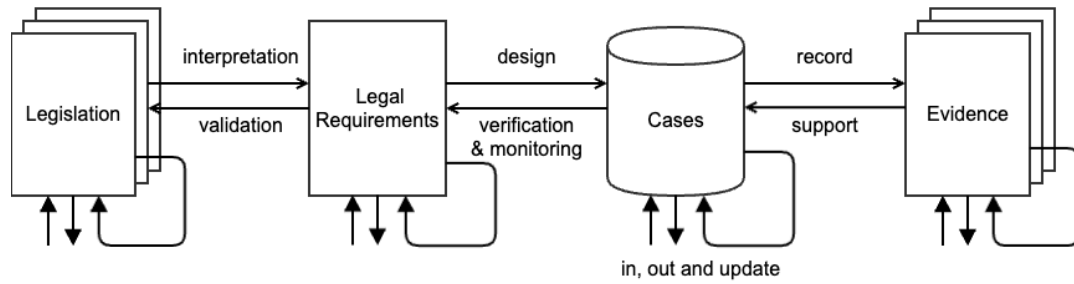 interpretation
design
record
Legislation
Legal
Requirements
Cases
Evidence
validation
verification
& monitoring
support
in, out and update